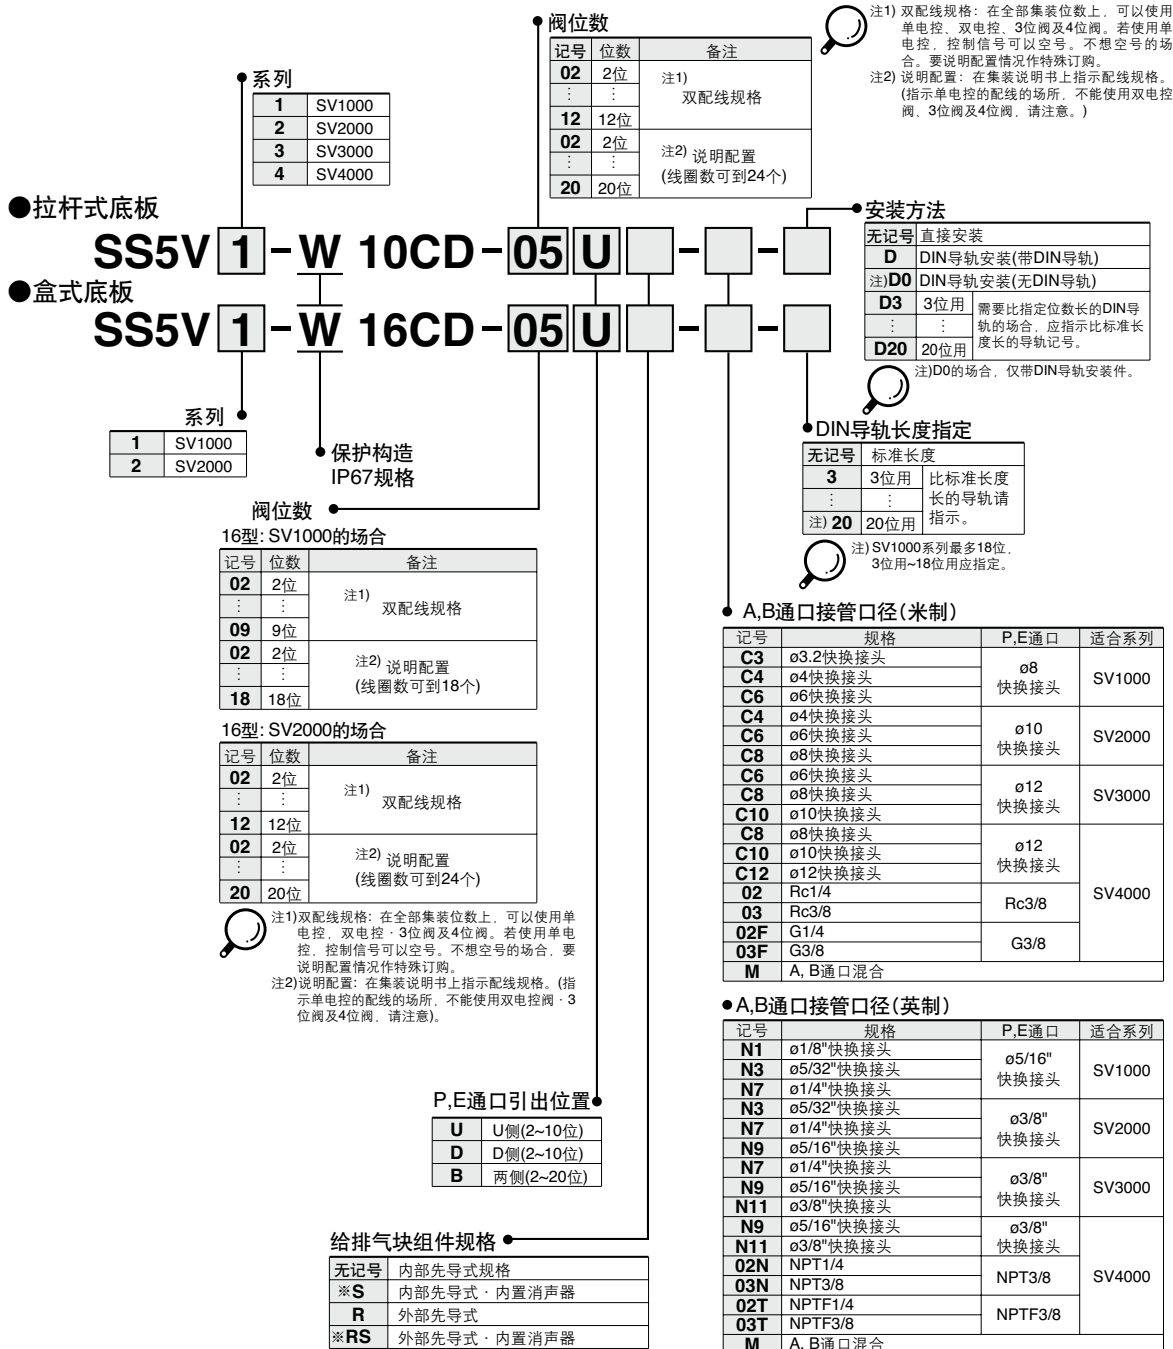 阀位数
记号 位数 备注
02 2位 注1)
⋮ ⋮ 双配线规格
12 12位
02 2位 注2) 说明配置
⋮ ⋮ (线圈数可到24个)
20 20位
注1) 双配线规格：在全部集装位数上，可以使用
单电控、双电控、3位阀及4位阀。若使用单
电控，控制信号可以空号。不想空号的场
合。要说明配置情况作特殊订购。
注2) 说明配置：在集装说明书上指示配线规格。
(指示单电控的配线的场所，不能使用双电控
阀、3位阀及4位阀，请注意。)
系列
1 SV1000
2 SV2000
3 SV3000
4 SV4000
●拉杆式底板
SS5V 1 - W 10CD - 05 U □ - □ - □
●盒式底板
SS5V 1 - W 16CD - 05 U □ - □ - □
安装方法
无记号 直接安装
D DIN导轨安装(带DIN导轨)
注)D0 DIN导轨安装(无DIN导轨)
D3 3位用 需要比指定位数长的DIN导
⋮ ⋮ 轨的场合，应指示比标准长
D20 20位用 度长的导轨记号。
注)D0的场合，仅带DIN导轨安装件。
系列
1 SV1000
2 SV2000
保护构造
IP67规格
DIN导轨长度指定
无记号 标准长度
3 3位用 比标准长度
⋮ ⋮ 长的导轨请
注) 20 20位用 指示。
注) SV1000系列最多18位，
3位用~18位用应指定。
阀位数
16型: SV1000的场合
记号 位数 备注
02 2位 注1)
⋮ ⋮ 双配线规格
09 9位
02 2位 注2) 说明配置
⋮ ⋮ (线圈数可到18个)
18 18位
16型: SV2000的场合
记号 位数 备注
02 2位 注1)
⋮ ⋮ 双配线规格
12 12位
02 2位 注2) 说明配置
⋮ ⋮ (线圈数可到24个)
20 20位
注1)双配线规格：在全部集装位数上，可以使用单
电控，双电控·3位阀及4位阀。若使用单电
控，控制信号可以空号。不想空号的场合，要
说明配置情况作特殊订购。
注2)说明配置：在集装说明书上指示配线规格。(指
示单电控的配线的场所，不能使用双电控阀·3
位阀及4位阀，请注意)。
A,B通口接管口径(米制)
记号 规格 P,E通口 适合系列
C3 ø3.2快换接头 ø8 快换接头 SV1000
C4 ø4快换接头
C6 ø6快换接头
C4 ø4快换接头 ø10 快换接头 SV2000
C6 ø6快换接头
C8 ø8快换接头
C6 ø6快换接头 ø12 快换接头 SV3000
C8 ø8快换接头
C10 ø10快换接头
C8 ø8快换接头 ø12 快换接头 SV4000
C10 ø10快换接头
C12 ø12快换接头
02 Rc1/4 Rc3/8
03 Rc3/8
02F G1/4 G3/8
03F G3/8
M A, B通口混合
●A,B通口接管口径(英制)
记号 规格 P,E通口 适合系列
N1 ø1/8"快换接头 ø5/16" 快换接头 SV1000
N3 ø5/32"快换接头
N7 ø1/4"快换接头
N3 ø5/32"快换接头 ø3/8" 快换接头 SV2000
N7 ø1/4"快换接头
N9 ø5/16"快换接头
N7 ø1/4"快换接头 ø3/8" 快换接头 SV3000
N9 ø5/16"快换接头
N11 ø3/8"快换接头
N9 ø5/16"快换接头 ø3/8" 快换接头 SV4000
N11 ø3/8"快换接头
02N NPT1/4 NPT3/8
03N NPT3/8
02T NPTF1/4 NPTF3/8
03T NPTF3/8
M A, B通口混合
P,E通口引出位置
U U侧(2~10位)
D D侧(2~10位)
B 两侧(2~20位)
给排气块组件规格
无记号 内部先导式规格
※S 内部先导式·内置消声器
R 外部先导式
※RS 外部先导式·内置消声器